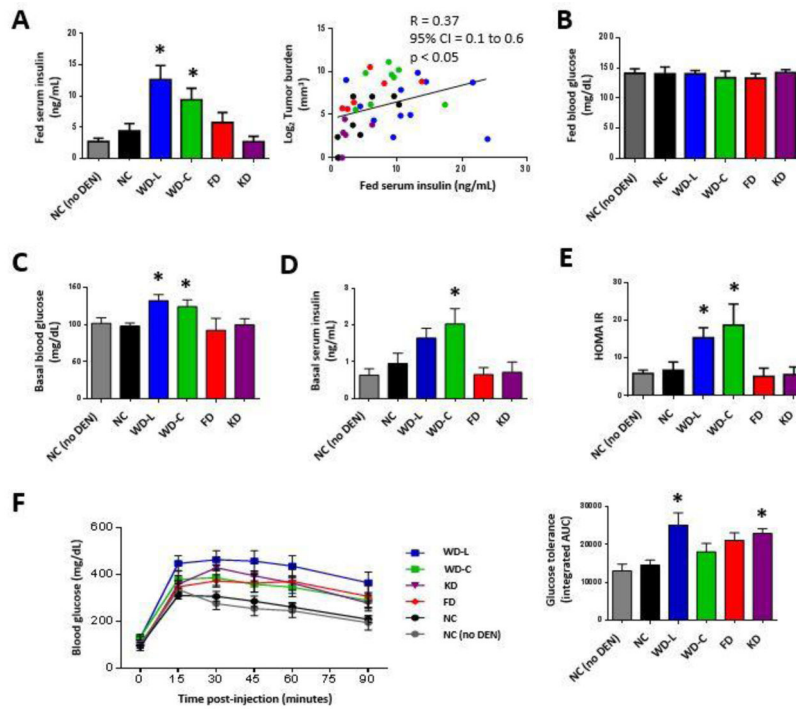 A
Fed serum insulin
(ng/mL)
20
15
10
5
0
*
*
NC (no DEN)
NC
WD-L
WD-C
FD
KD
Log₂ Tumor burden
(mm³)
15
10
5
0
R = 0.37
95% CI = 0.1 to 0.6
p < 0.05
0
10
20
30
Fed serum insulin (ng/mL)
B
Fed blood glucose
(mg/dL)
200
150
100
50
0
NC (no DEN)
NC
WD-L
WD-C
FD
KD
C
Basal blood glucose
(mg/dL)
160
120
60
0
*
*
NC (no DEN)
NC
WD-L
WD-C
FD
KD
D
Basal serum insulin
(ng/mL)
3
2
1
0
*
NC (no DEN)
NC
WD-L
WD-C
FD
KD
E
HOMA IR
30
20
10
0
*
*
NC (no DEN)
NC
WD-L
WD-C
FD
KD
F
Blood glucose (mg/dL)
600
400
200
0
0
15
30
45
60
75
90
Time post-injection (minutes)
WD-L
WD-C
KD
FD
NC
NC (no DEN)
Glucose tolerance
(integrated AUC)
30000
20000
10000
0
*
*
NC (no DEN)
NC
WD-L
WD-C
FD
KD